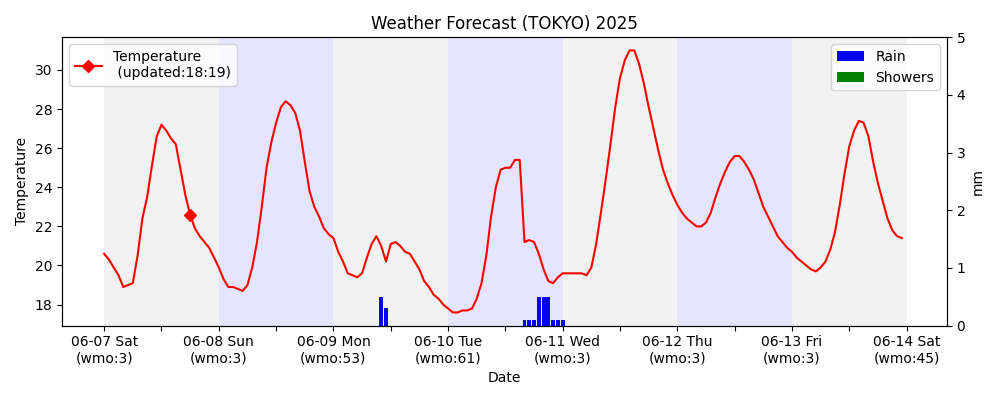 Weather Forecast (TOKYO) 2025
Temperature
(updated:18:19)
Rain
Showers
Temperature
30
28
26
24
22
20
18
5
4
3
2
1
0
mm
06-07 Sat
(wmo:3)
06-08 Sun
(wmo:3)
06-09 Mon
(wmo:53)
06-10 Tue
(wmo:61)
06-11 Wed
(wmo:3)
06-12 Thu
(wmo:3)
06-13 Fri
(wmo:3)
06-14 Sat
(wmo:45)
Date